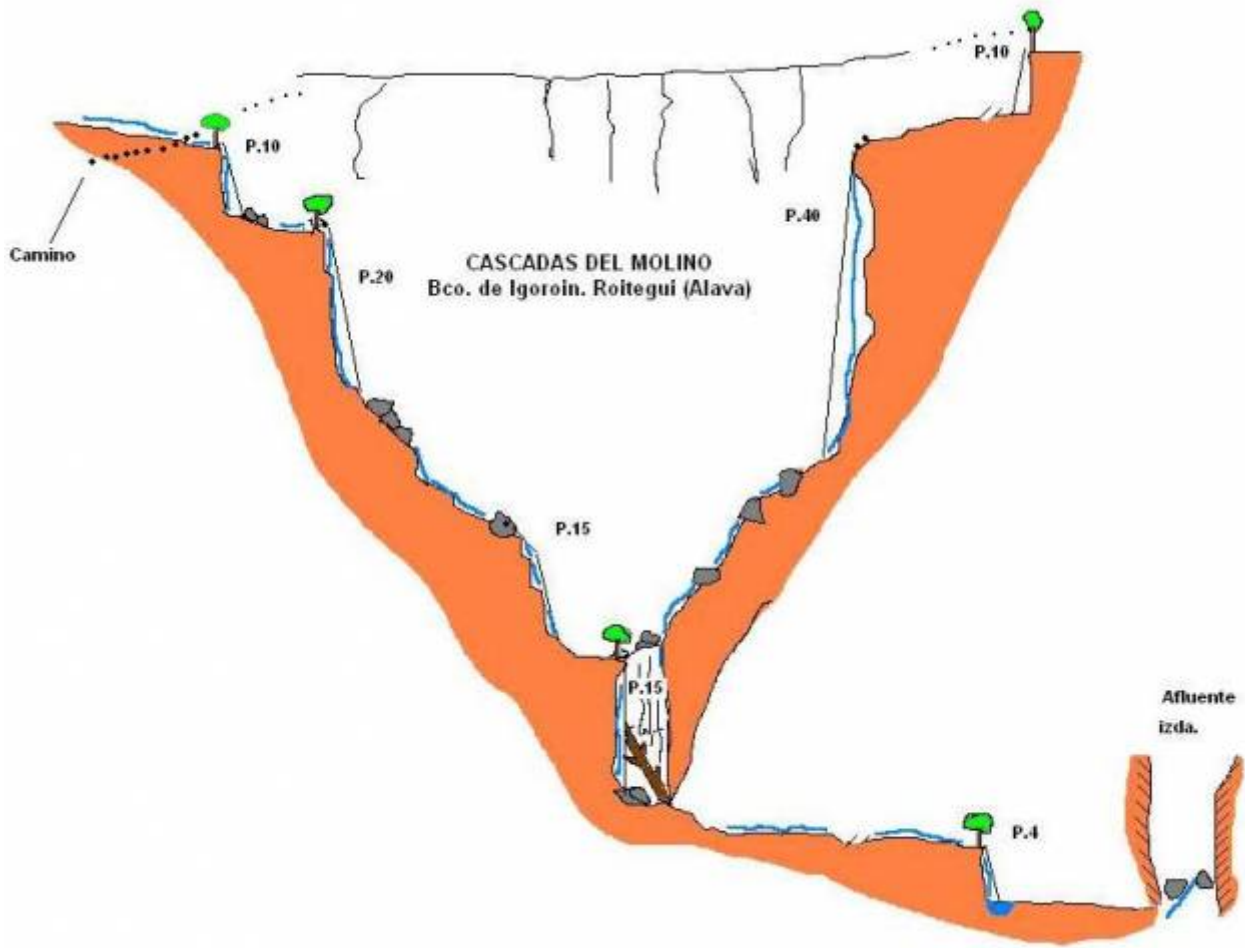 P.10
P.10
P.40
Camino
P.20
CASCADAS DEL MOLINO
Bco. de Igoroin. Roitegui (Alava)
P.15
P.15
Afluente
izda.
P.4